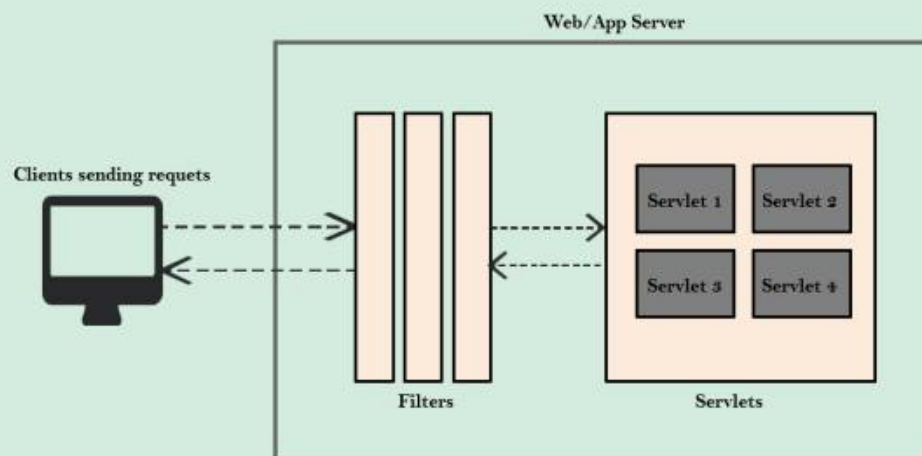 Web/App Server
Clients sending requets
Servlet 1
Servlet 2
Servlet 3
Servlet 4
Filters
Servlets